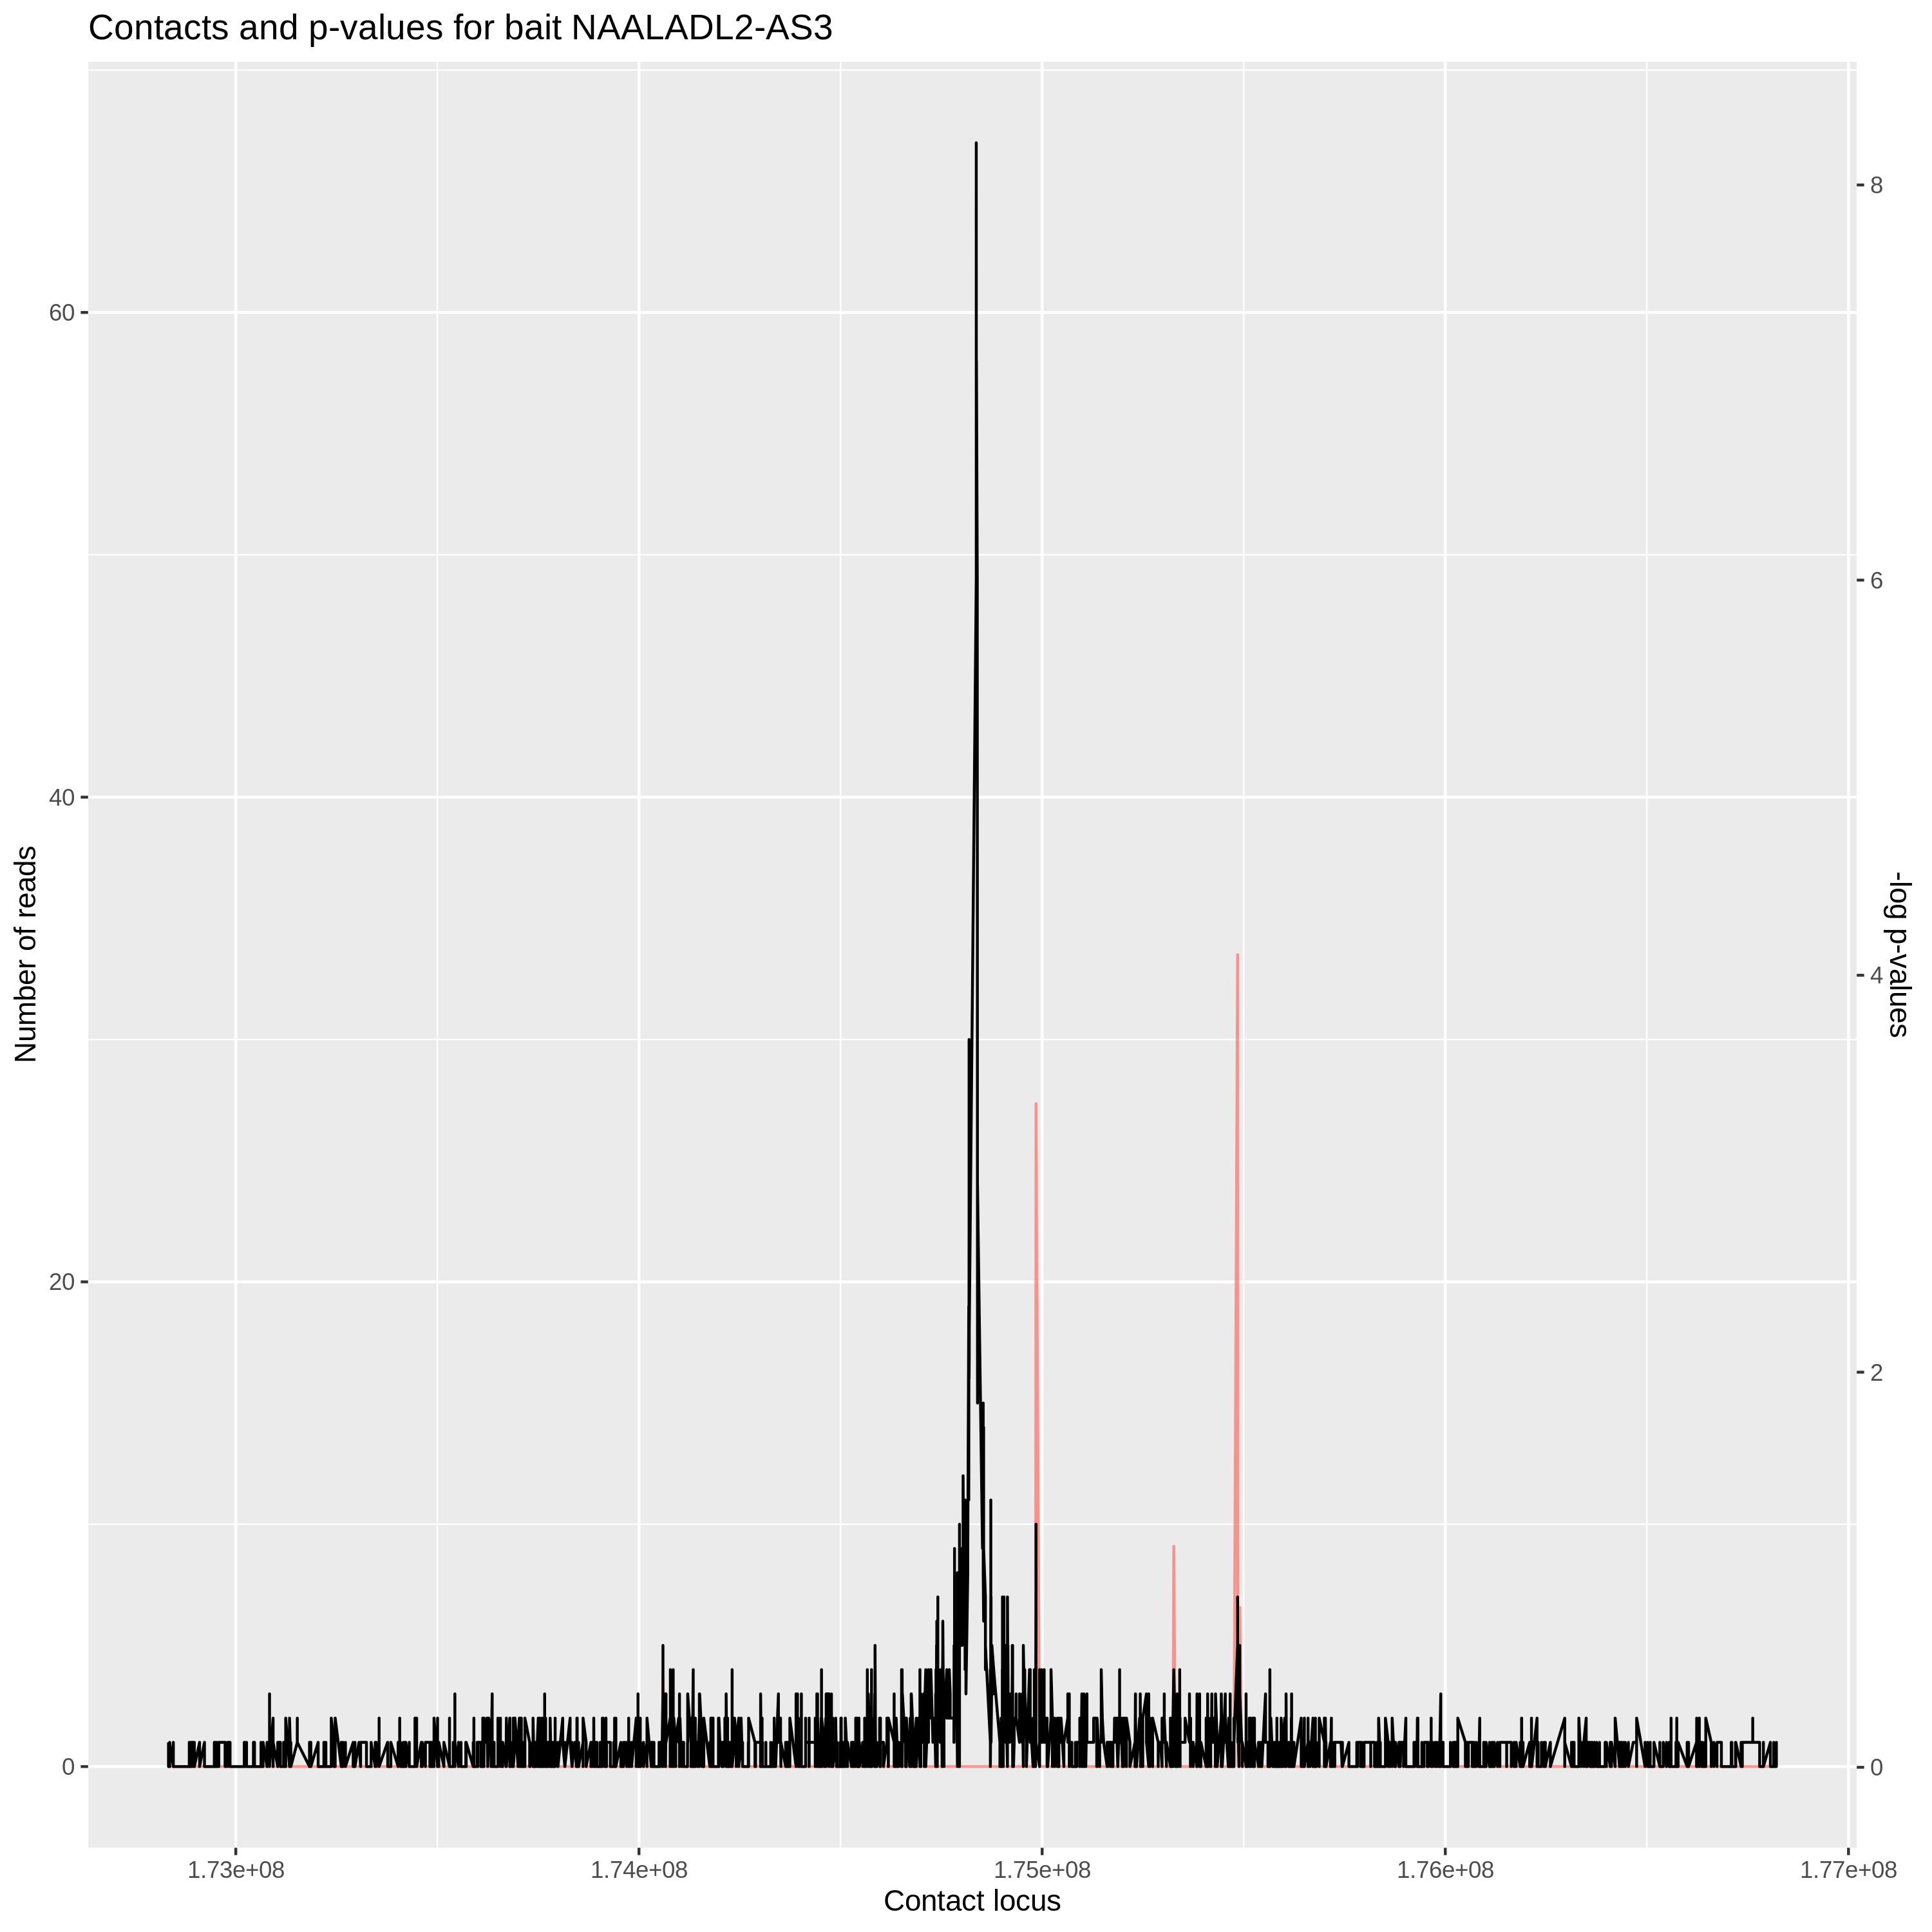 Contacts and p-values for bait NAALADL2-AS3
60
40
20
0
Number of reads
8
6
4
2
0
-log p-values
1.73e+08
1.74e+08
1.75e+08
1.76e+08
1.77e+08
Contact locus